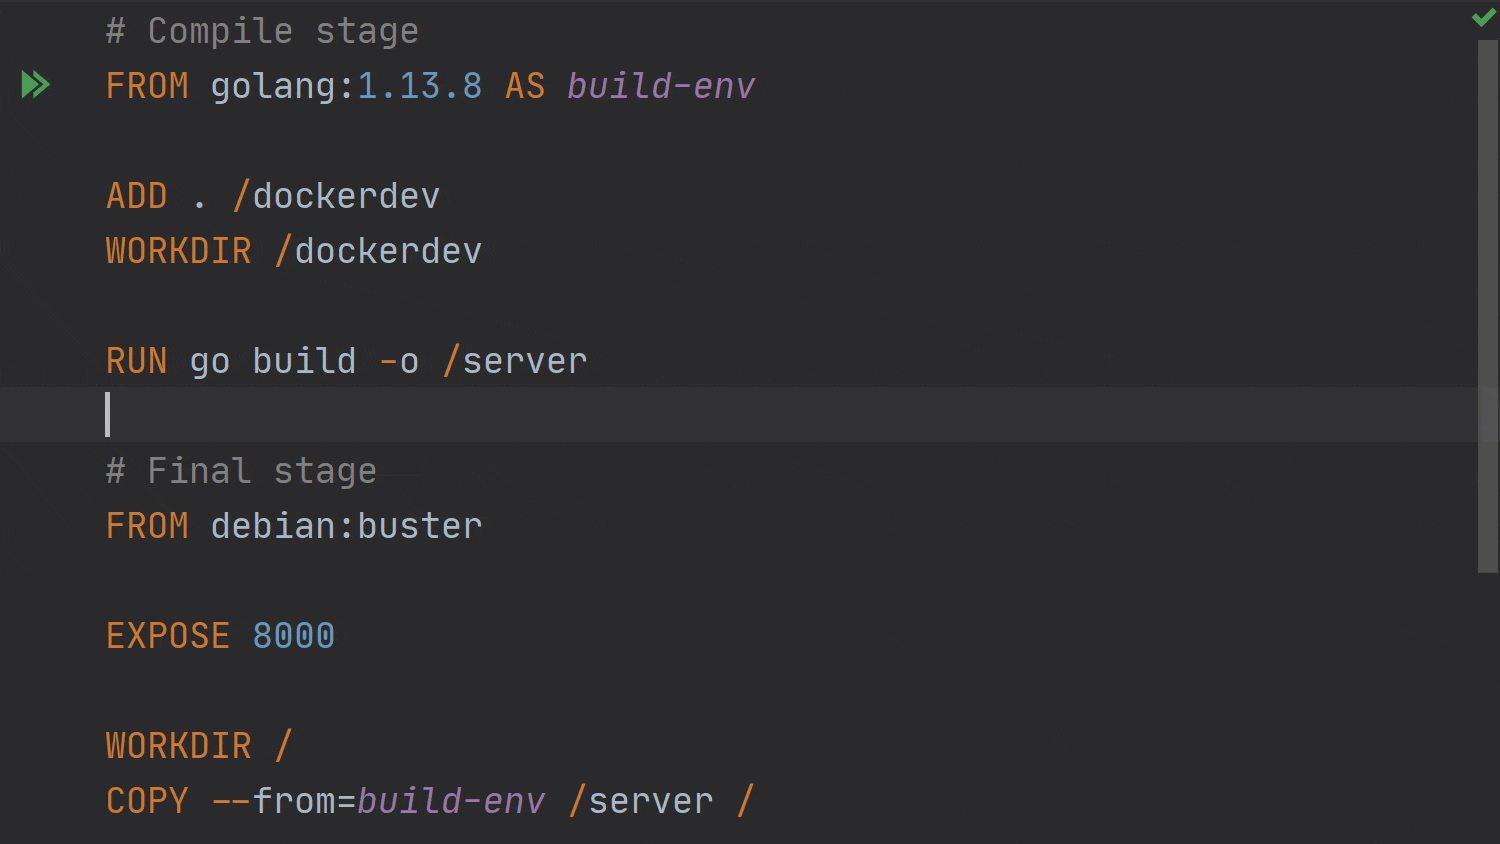 # Compile stage
FROM golang:1.13.8 AS build-env
ADD . /dockerdev
WORKDIR /dockerdev
RUN go build -o /server
# Final stage
FROM debian:buster
EXPOSE 8000
WORKDIR /
COPY --from=build-env /server /